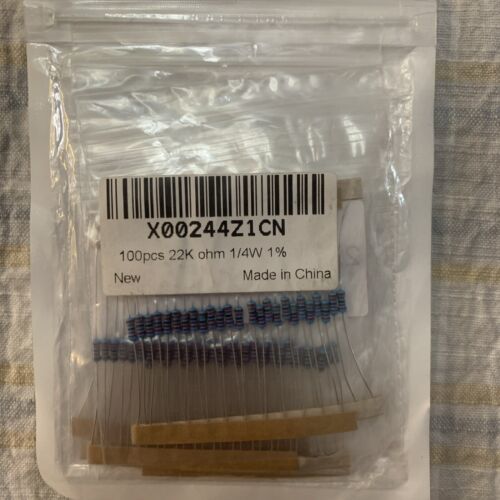 X00244Z1CN
100pcs 22K ohm 1/4W 1%
New Made in China